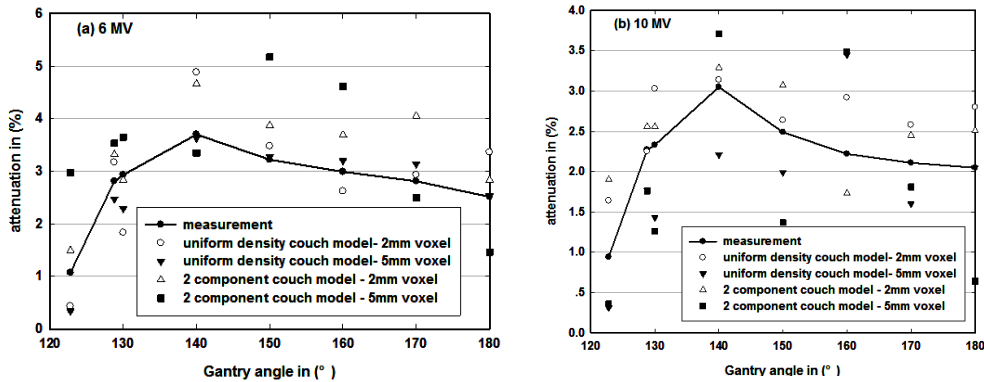 (a) 6 MV
attenuation in (%)
6
5
4
3
2
1
0
measurement
uniform density couch model- 2mm voxel
uniform density couch model- 5mm voxel
2 component couch model - 2mm voxel
2 component couch model - 5mm voxel
120 130 140 150 160 170 180
Gantry angle in (° )
(b) 10 MV
attenuation in (%)
4.0
3.5
3.0
2.5
2.0
1.5
1.0
.5
.0
measurement
uniform density couch model- 2mm voxel
uniform density couch model - 5mm voxel
2 component couch model - 2mm voxel
2 component couch model - 5mm voxel
120 130 140 150 160 170 180
Gantry angle in (° )